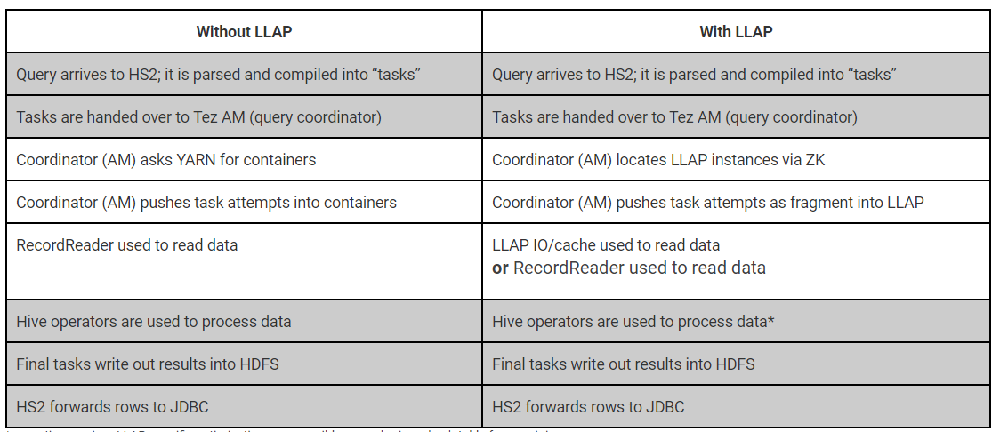 Without LLAP
With LLAP
Query arrives to HS2; it is parsed and compiled into “tasks”
Query arrives to HS2; it is parsed and compiled into “tasks”
Tasks are handed over to Tez AM (query coordinator)
Tasks are handed over to Tez AM (query coordinator)
Coordinator (AM) asks YARN for containers
Coordinator (AM) locates LLAP instances via ZK
Coordinator (AM) pushes task attempts into containers
Coordinator (AM) pushes task attempts as fragment into LLAP
RecordReader used to read data
LLAP IO/cache used to read data
or RecordReader used to read data
Hive operators are used to process data
Hive operators are used to process data*
Final tasks write out results into HDFS
Final tasks write out results into HDFS
HS2 forwards rows to JDBC
HS2 forwards rows to JDBC